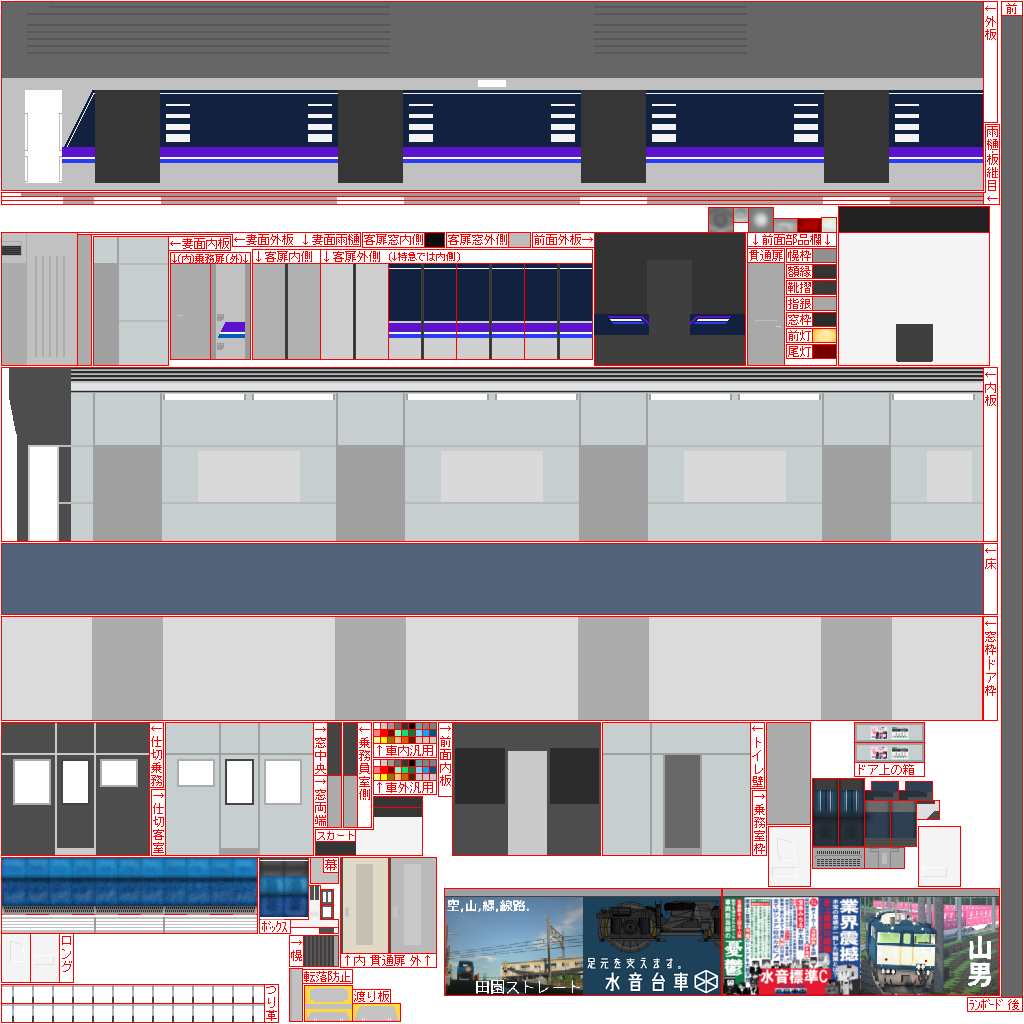 前
←外板
雨樋・板継目
←
←妻面内板
←妻面外板
↓妻面雨樋
客扉窓内側
客扉窓外側
前面外板→
↓前面部品欄↓
↓(内)乗務扉(外)↓
↓客扉内側
↓客扉外側
(↓特急では内側)
貫通扉
幌枠
額縁
靴摺
指銀
窓枠
前灯
尾灯
←内板
←床
←窓枠・ドア枠
←仕切乗務
→仕切客室
→窓中央
→窓両端
←乗務員室側
↑車内汎用
↑車外汎用
スカート
→前面内板
←トイレ壁
→乗務室枠
ドア上の箱
幕
ボックス
ロング
→幌
↑内 貫通扉 外↑
転落防止
渡り板
つり革
空,山,緑,線路.
田園ストレート
足元を支えます。
水音台車
憂鬱
水音標準C
業界震撼
山男
ランボード 後